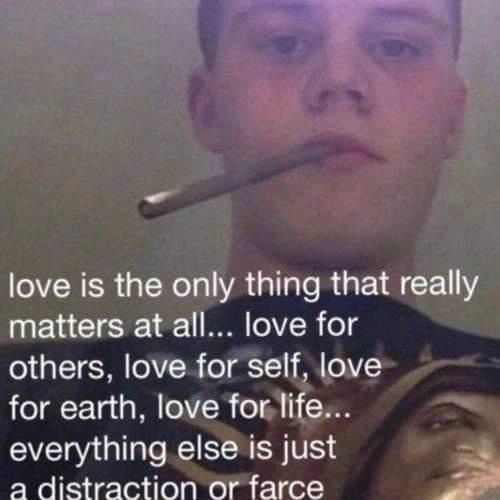 love is the only thing that really
matters at all... love for
others, love for self, love
for earth, love for life...
everything else is just
a distraction or farce